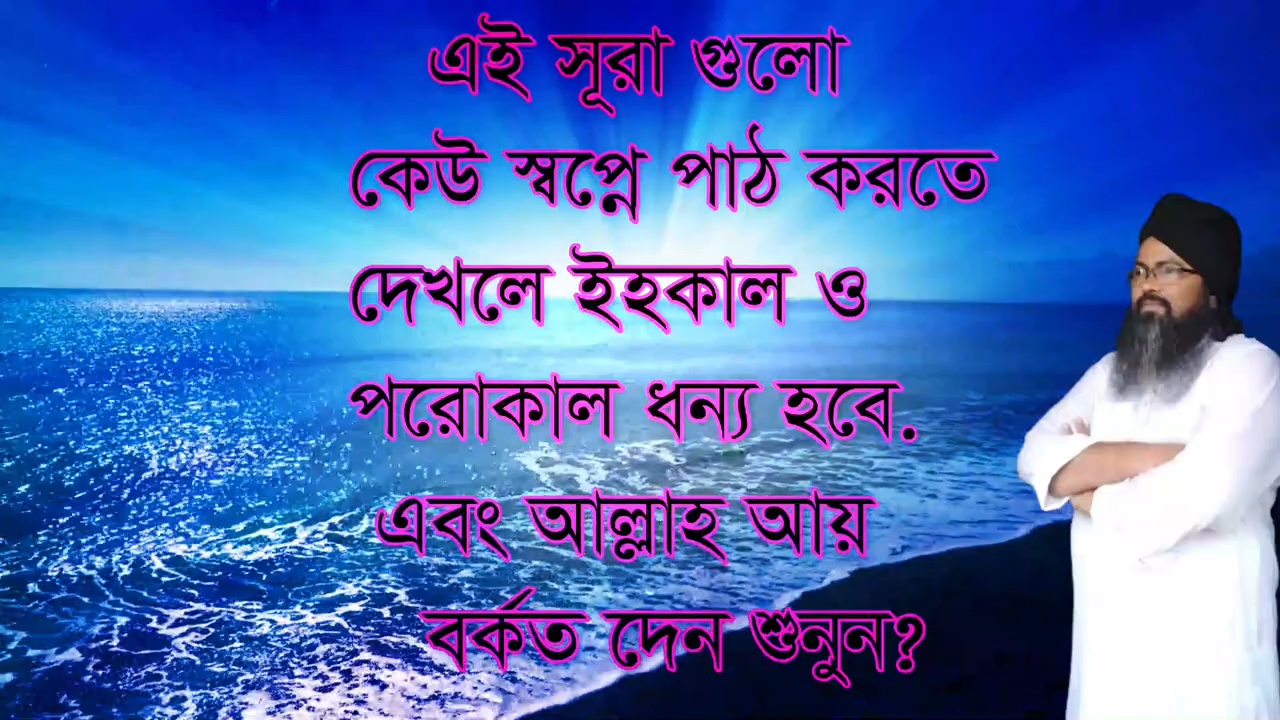 এই সূরা গুলো
কেউ স্বপ্নে পাঠ করতে
দেখলে ইহকাল ও
পরোকাল ধন্য হবে.
এবং আল্লাহ আয়
বর্কত দেন শুনুন?